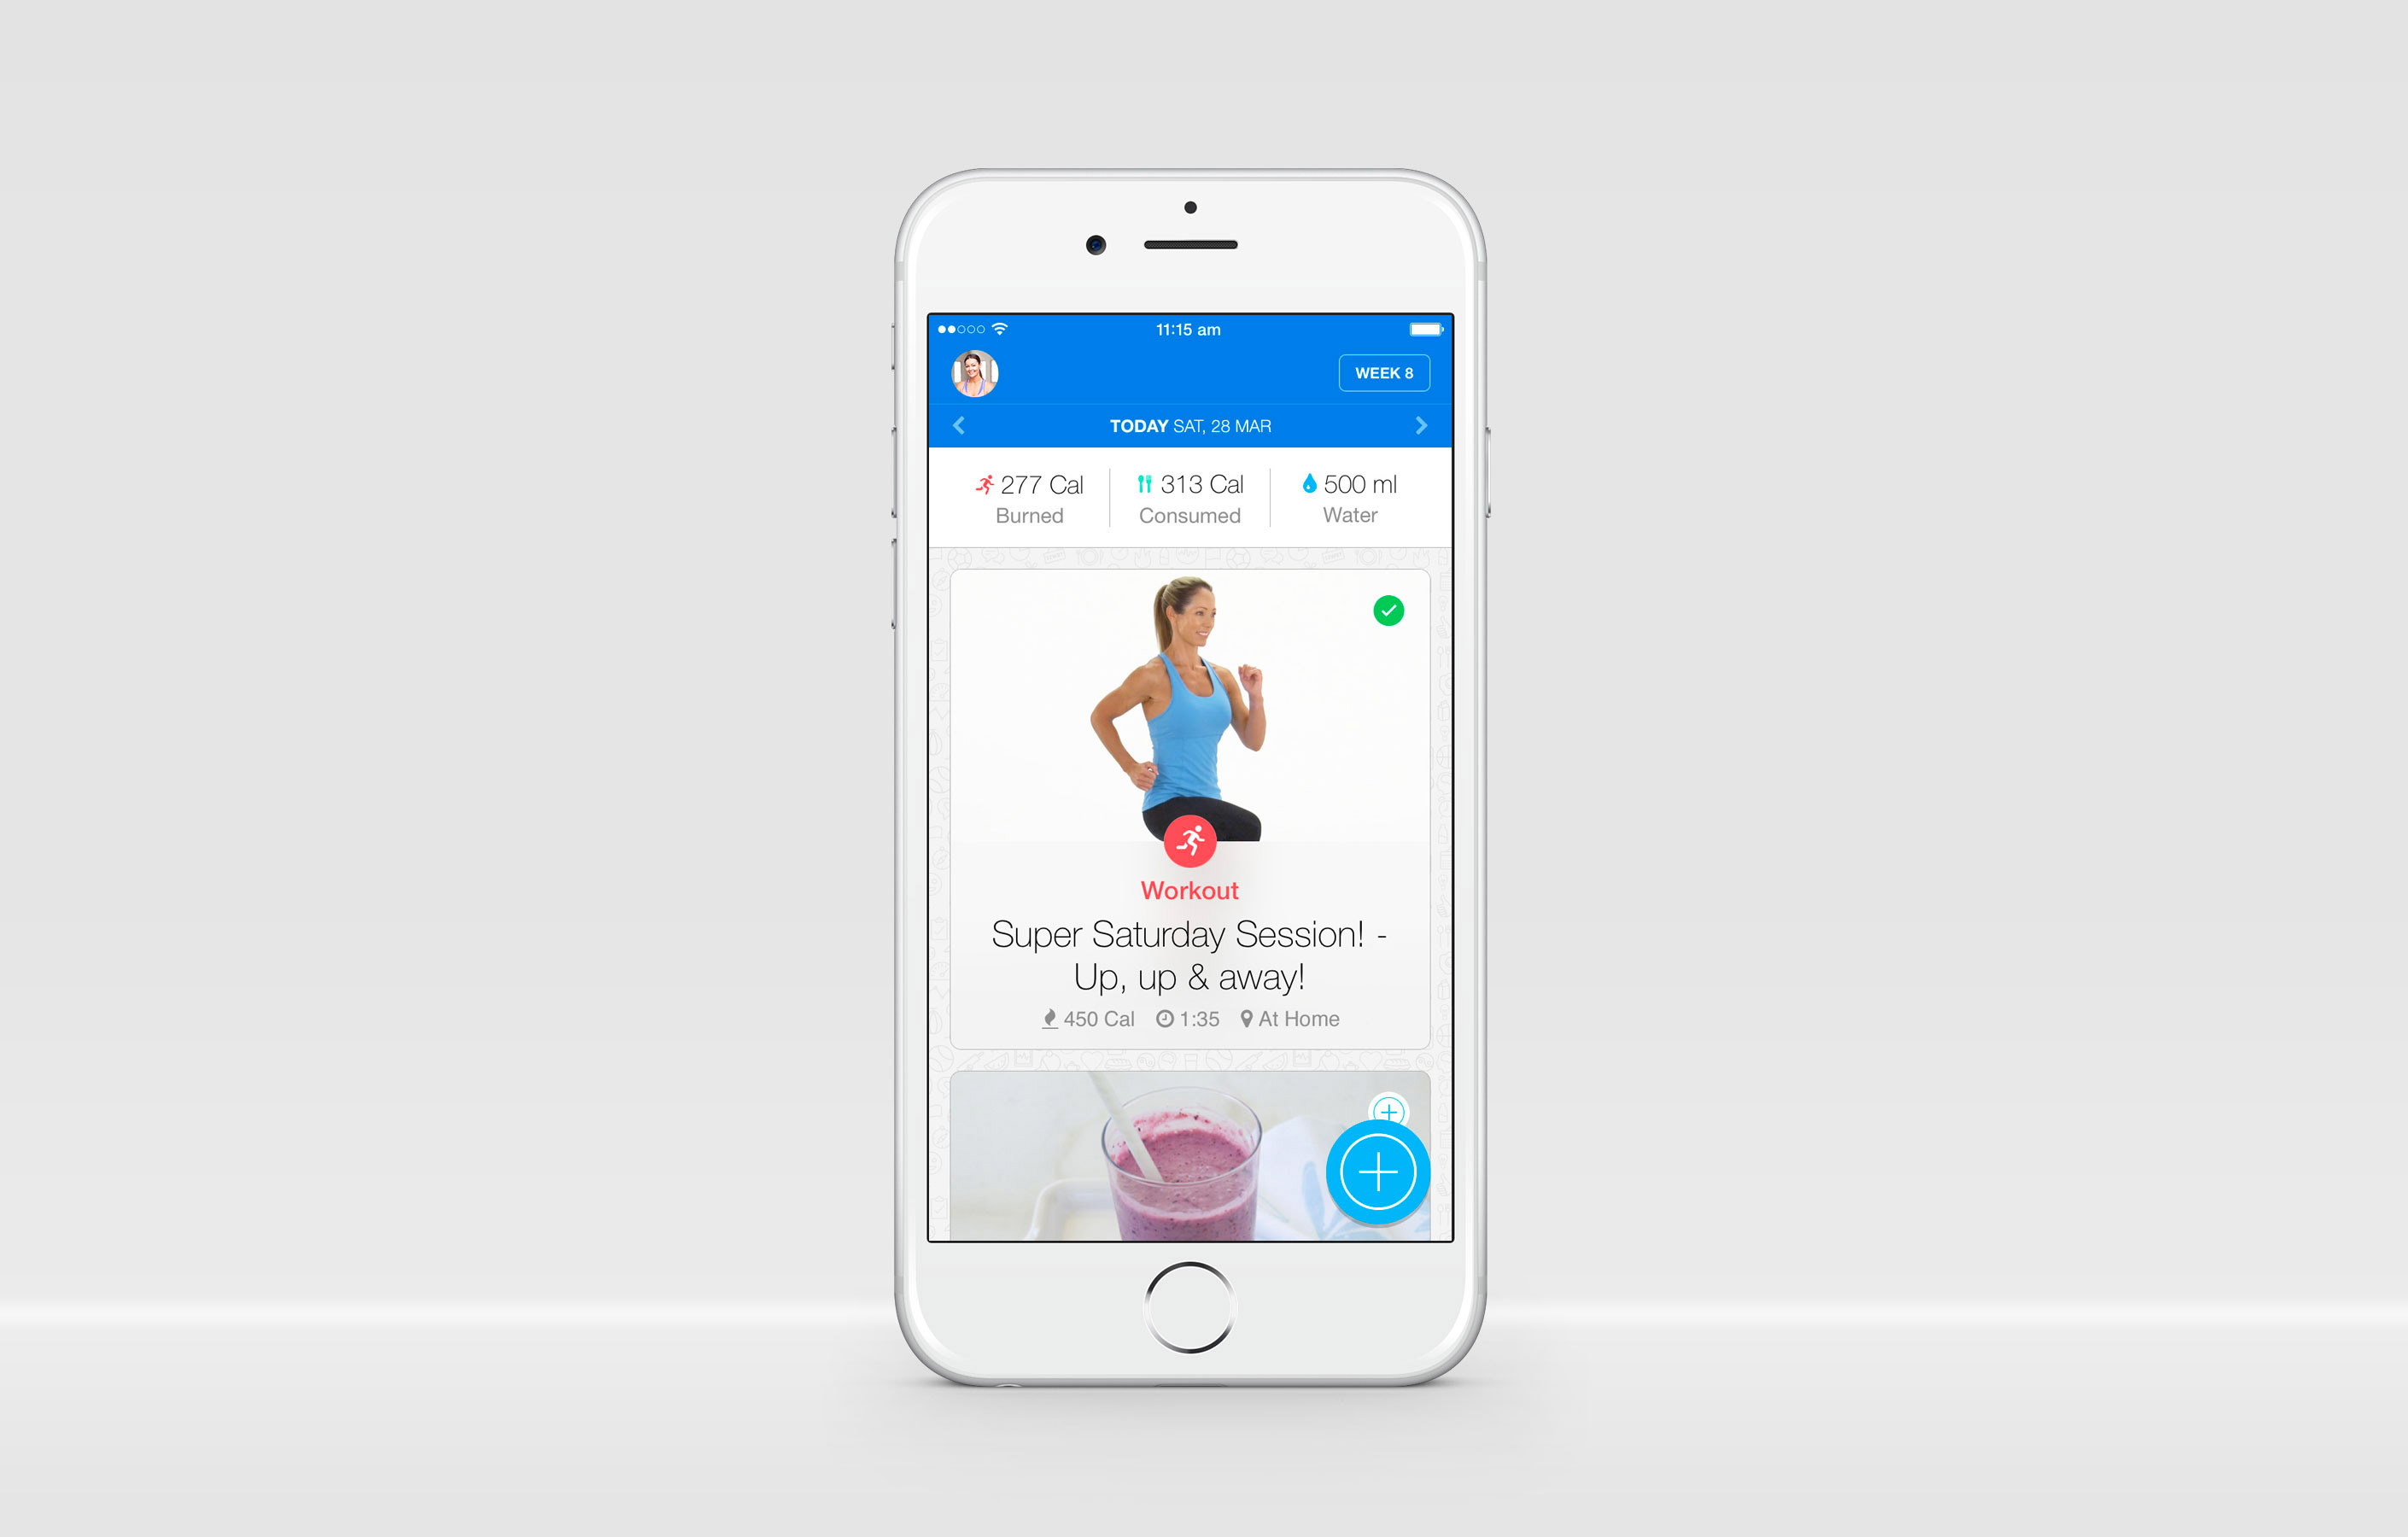 11:15 am
WEEK 8
TODAY SAT, 28 MAR
277 Cal
Burned
313 Cal
Consumed
500 ml
Water
Workout
Super Saturday Session! -
Up, up & away!
450 Cal 1:35 At Home